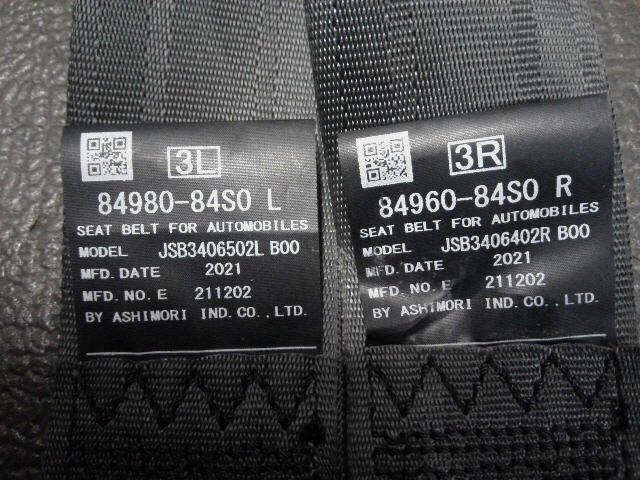 3L
84980-84S0 L
SEAT BELT FOR AUTOMOBILES
MODEL JSB3406502L B00
MFD. DATE 2021
MFD. NO. E 211202
BY ASHIMORI IND. CO., LTD.
3R
84960-84S0 R
SEAT BELT FOR AUTOMOBILES
MODEL JSB3406402R B00
MFD. DATE 2021
MFD. NO. E 211202
BY ASHIMORI IND. CO., LTD.